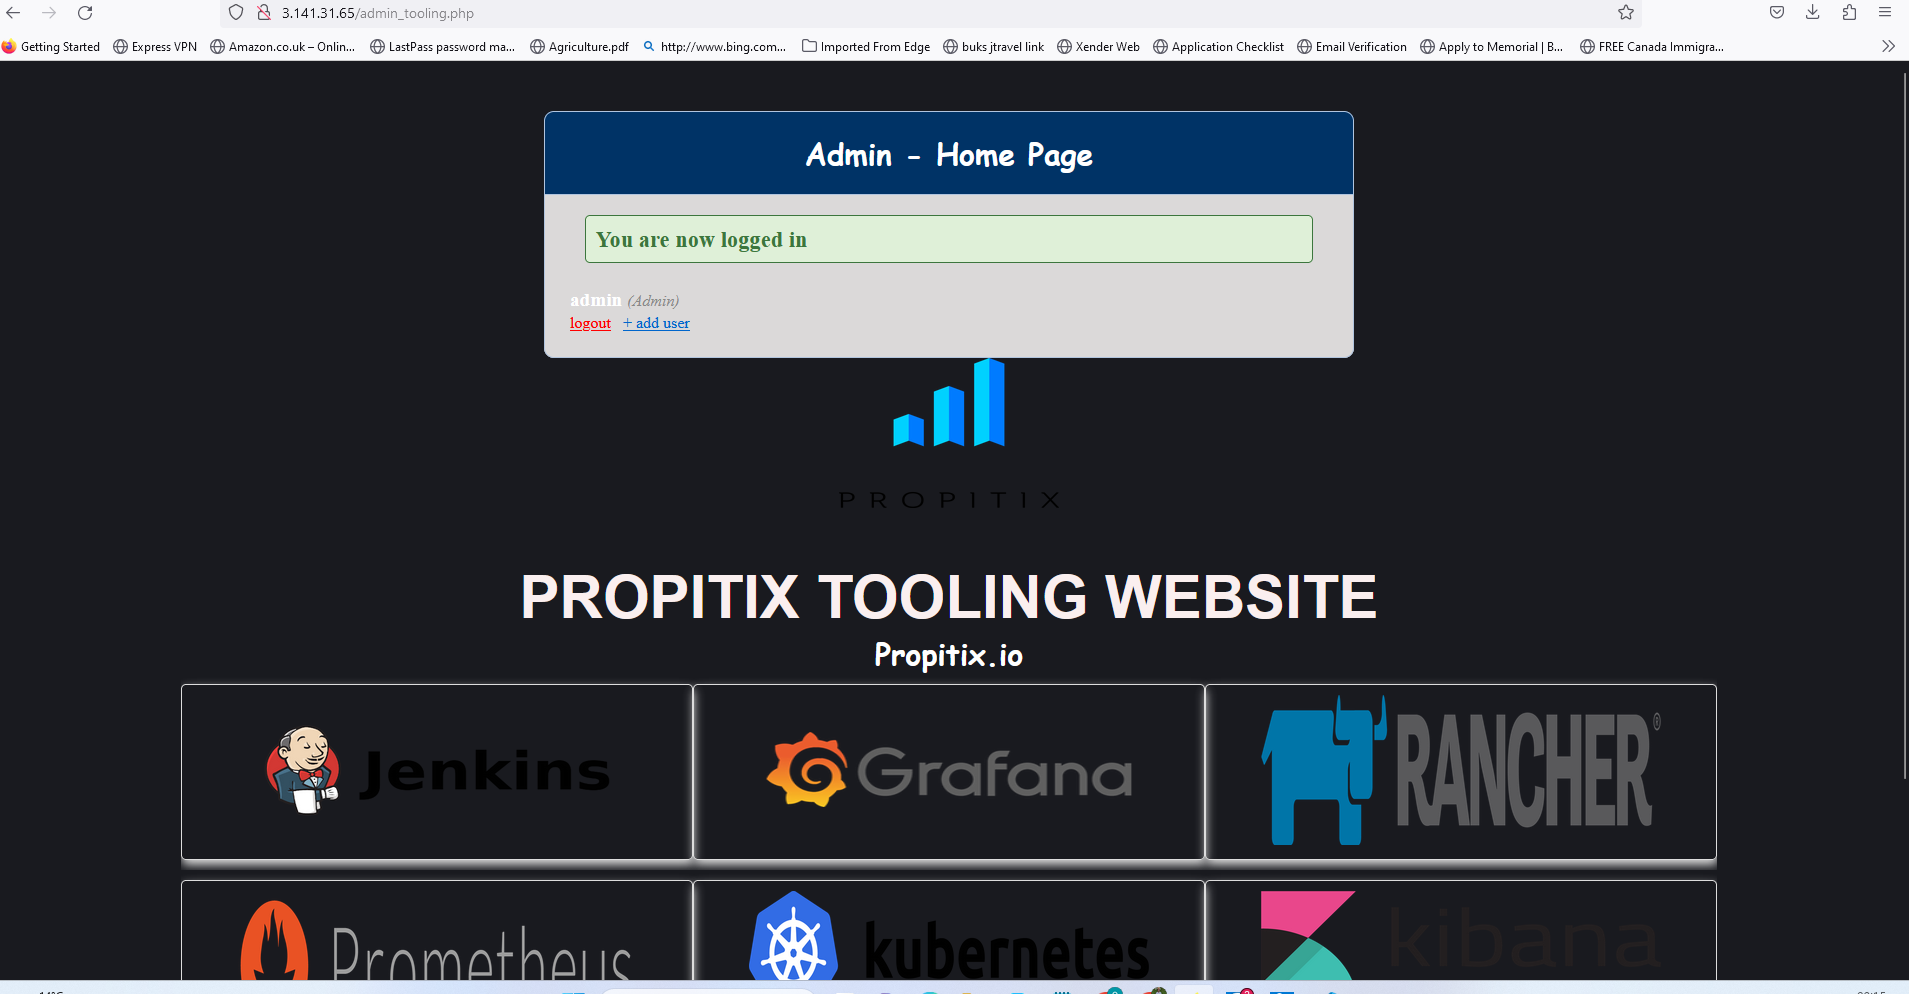 3.141.31.65/admin_tooling.php
Getting Started Express VPN Amazon.co.uk – Onlin... LastPass password ma... Agriculture.pdf http://www.bing.com... Imported From Edge buks jtravel link Xender Web Application Checklist Email Verification Apply to Memorial | B... FREE Canada Immigra...
Admin - Home Page
You are now logged in
admin (Admin)
logout + add user
PROPITIX
PROPITIX TOOLING WEBSITE
Propitix.io
Jenkins Grafana RANCHER®
Prometheus kubernetes kibana